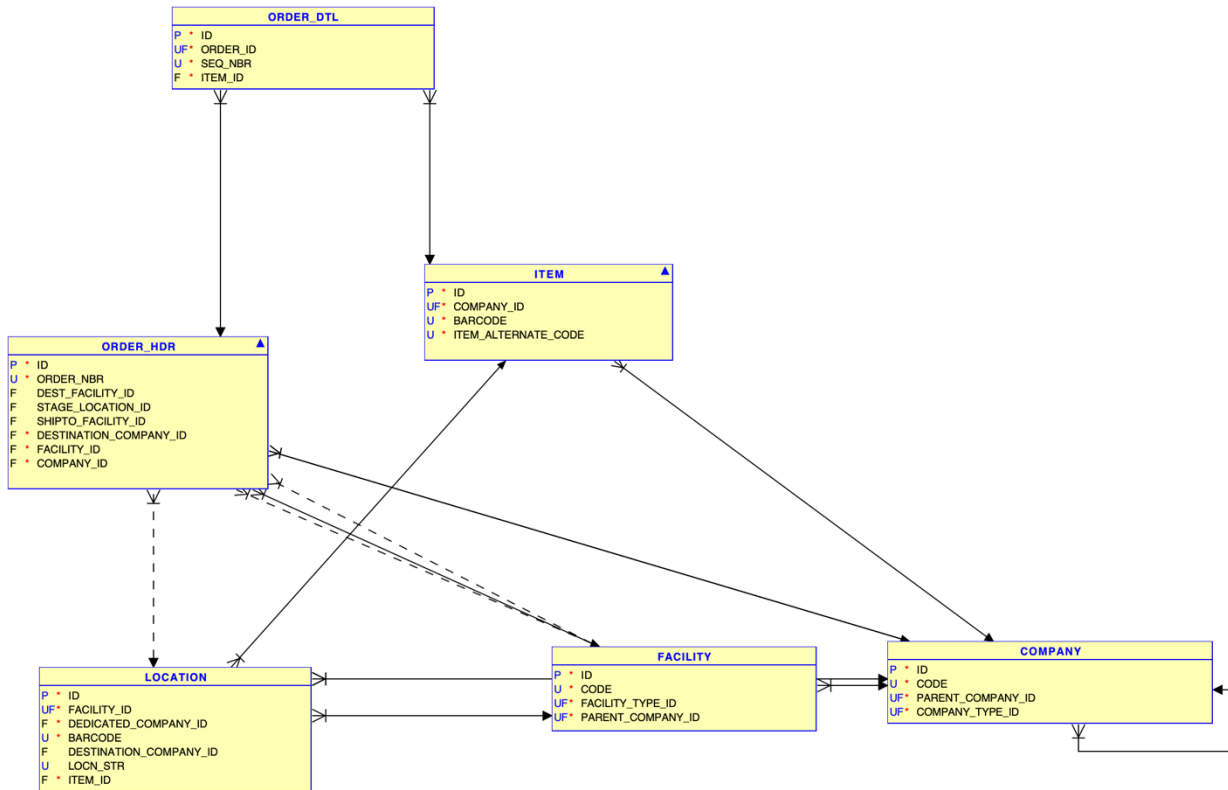 ORDER_DTL
P * ID
UF* ORDER_ID
U * SEQ_NBR
F * ITEM_ID
ITEM
P * ID
UF* COMPANY_ID
U * BARCODE
U * ITEM_ALTERNATE_CODE
ORDER_HDR
P * ID
U * ORDER_NBR
F DEST_FACILITY_ID
F STAGE_LOCATION_ID
F SHIPTO_FACILITY_ID
F * DESTINATION_COMPANY_ID
F * FACILITY_ID
F * COMPANY_ID
LOCATION
P * ID
UF* FACILITY_ID
F * DEDICATED_COMPANY_ID
U * BARCODE
F DESTINATION_COMPANY_ID
U LOCN_STR
F * ITEM_ID
FACILITY
P * ID
U * CODE
UF* FACILITY_TYPE_ID
UF* PARENT_COMPANY_ID
COMPANY
P * ID
U * CODE
UF* PARENT_COMPANY_ID
UF* COMPANY_TYPE_ID